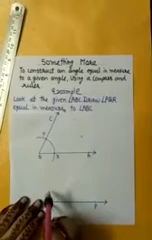 Something More
To construct an angle equal in measure
to a given angle, using a compass and
ruler.
Example
Look at the given ∠ABC. Draw ∠PQR
equal in measure to ∠ABC
C
B X A
P